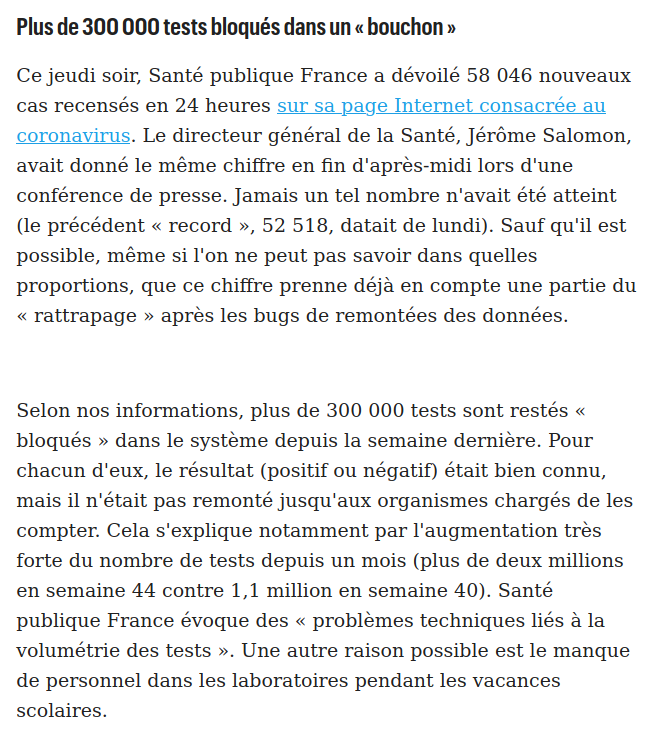 Plus de 300 000 tests bloqués dans un « bouchon »
Ce jeudi soir, Santé publique France a dévoilé 58 046 nouveaux
cas recensés en 24 heures sur sa page Internet consacrée au
coronavirus. Le directeur général de la Santé, Jérôme Salomon,
avait donné le même chiffre en fin d'après-midi lors d'une
conférence de presse. Jamais un tel nombre n'avait été atteint
(le précédent « record », 52 518, datait de lundi). Sauf qu'il est
possible, même si l'on ne peut pas savoir dans quelles
proportions, que ce chiffre prenne déjà en compte une partie du
« rattrapage » après les bugs de remontées des données.
Selon nos informations, plus de 300 000 tests sont restés «
bloqués » dans le système depuis la semaine dernière. Pour
chacun d'eux, le résultat (positif ou négatif) était bien connu,
mais il n'était pas remonté jusqu'aux organismes chargés de les
compter. Cela s'explique notamment par l'augmentation très
forte du nombre de tests depuis un mois (plus de deux millions
en semaine 44 contre 1,1 million en semaine 40). Santé
publique France évoque des « problèmes techniques liés à la
volumétrie des tests ». Une autre raison possible est le manque
de personnel dans les laboratoires pendant les vacances
scolaires.